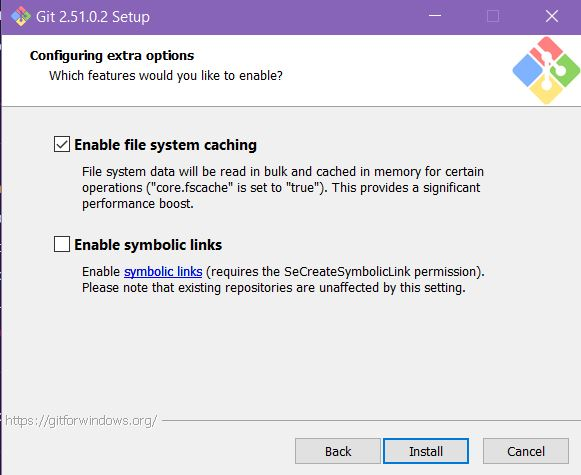 Git 2.51.0.2 Setup
Configuring extra options
Which features would you like to enable?
Enable file system caching
File system data will be read in bulk and cached in memory for certain
operations ("core.fscache" is set to "true"). This provides a significant
performance boost.
Enable symbolic links
Enable symbolic links (requires the SeCreateSymbolicLink permission).
Please note that existing repositories are unaffected by this setting.
https://gitforwindows.org/
Back
Install
Cancel